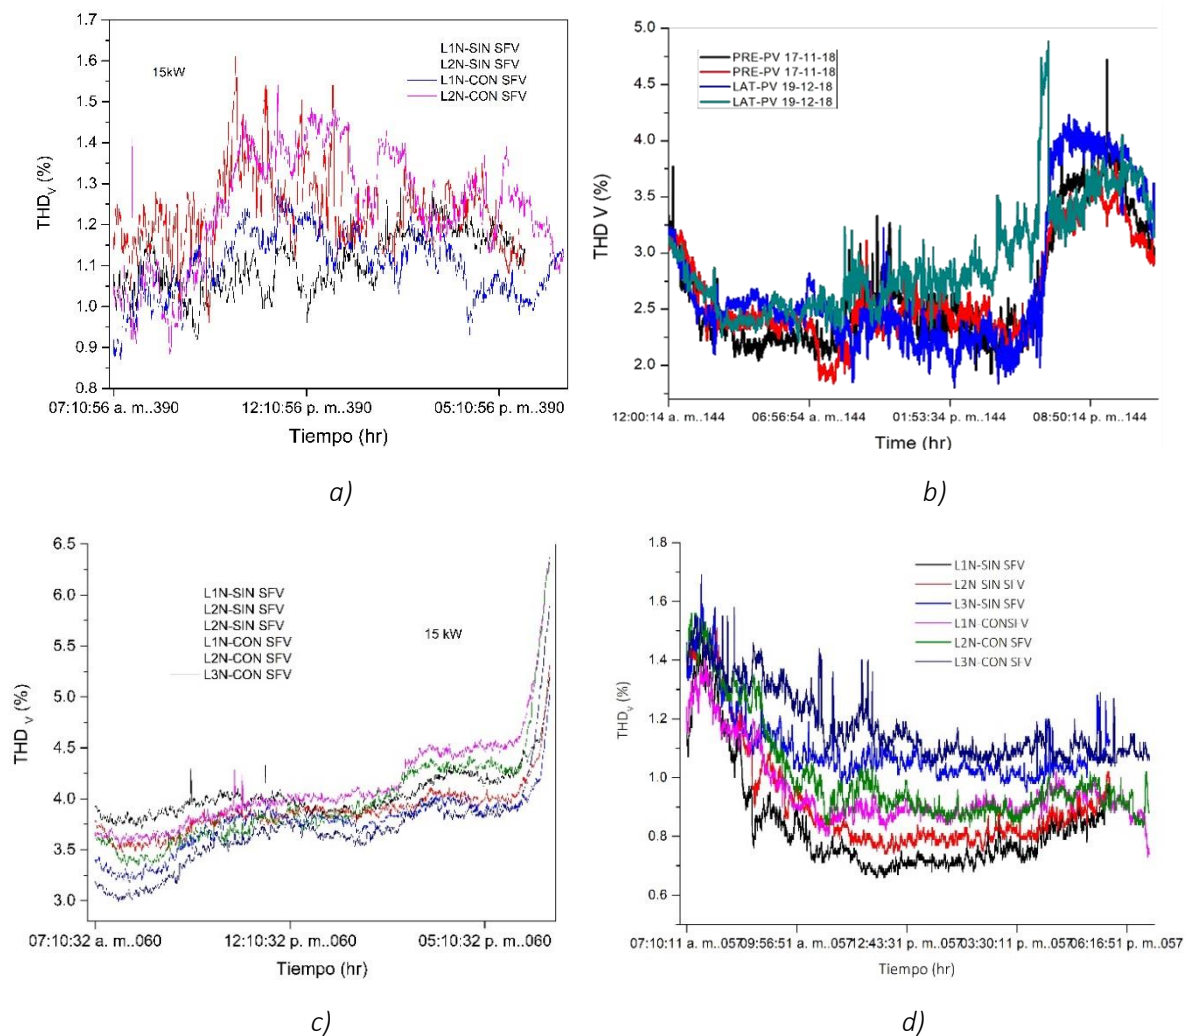 1.7
1.6
1.5
1.4
1.3
1.2
1.1
1.0
0.9
0.8
THDV (%)
15kW
L1N-SIN SFV
L2N-SIN SFV
L1N-CON SFV
L2N-CON SFV
07:10:56 a. m..390 12:10:56 p. m..390 05:10:56 p. m..390
Tiempo (hr)
a)
5.0
4.5
4.0
3.5
3.0
2.5
2.0
THD V (%)
PRE-PV 17-11-18
PRE-PV 17-11-18
LAT-PV 19-12-18
LAT-PV 19-12-18
12:00:14 a. m..144 06:56:54 a. m..144 01:53:34 p. m..144 08:50:14 p. m..144
Time (hr)
b)
6.5
6.0
5.5
5.0
4.5
4.0
3.5
3.0
THDV (%)
L1N-SIN SFV
L2N-SIN SFV
L2N-SIN SFV
L1N-CON SFV
L2N-CON SFV
L3N-CON SFV
15 kW
07:10:32 a. m..060 12:10:32 p. m..060 05:10:32 p. m..060
Tiempo (hr)
c)
1.8
1.6
1.4
1.2
1.0
0.8
0.6
THDV (%)
L1N-SIN SFV
L2N SIN SFV
L3N-SIN SFV
L1N-CONSFV
L2N-CON SFV
L3N-CON SFV
07:10:11 a. m..057 09:56:51 a. m..057 12:43:31 p. m..057 03:30:11 p. m..057 06:16:51 p. m..057
Tiempo (hr)
d)